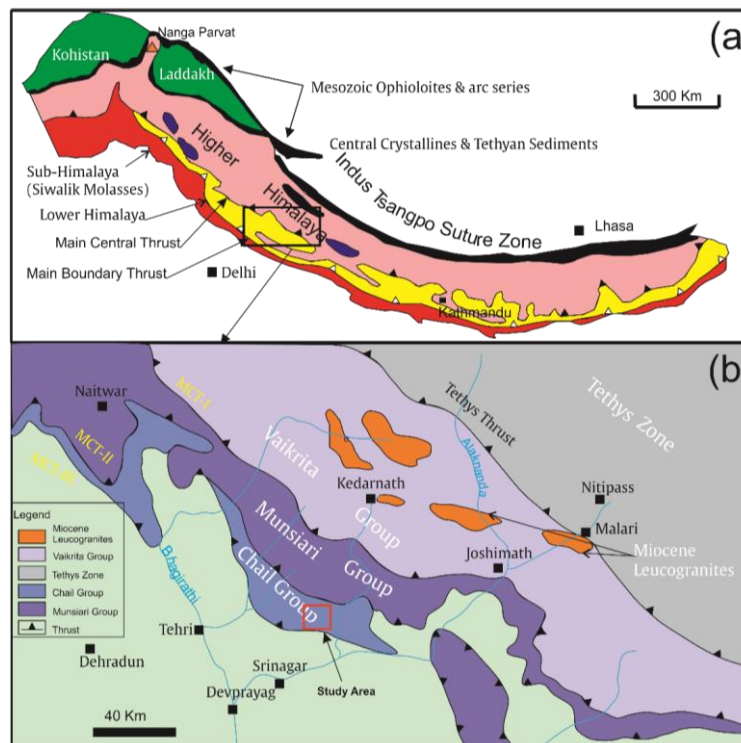 (a)
Nanga Parvat
Kohistan
Laddakh
Mesozoic Ophioloites & arc series
300 Km
Central Crystallines & Tethyan Sediments
Higher
Himalaya
Indus Tsangpo Suture Zone
Sub-Himalaya
(Siwalik Molasses)
Lower Himalaya
Main Central Thrust
Main Boundary Thrust
Lhasa
Delhi
Kathmandu
(b)
Naitwar
MCT-I
MCT-II
MCT-III
Tethys Thrust
Tethys Zone
Vaikrita
Group
Alaknanda
Kedarnath
Nitipass
Malari
Miocene
Leucogranites
Joshimath
Munsiari
Group
Chail Group
Bhagirathi
Legend
Miocene
Leucogranites
Vaikrita Group
Tethys Zone
Chail Group
Munsiari Group
Thrust
Tehri
Dehradun
Srinagar
Study Area
Devprayag
40 Km